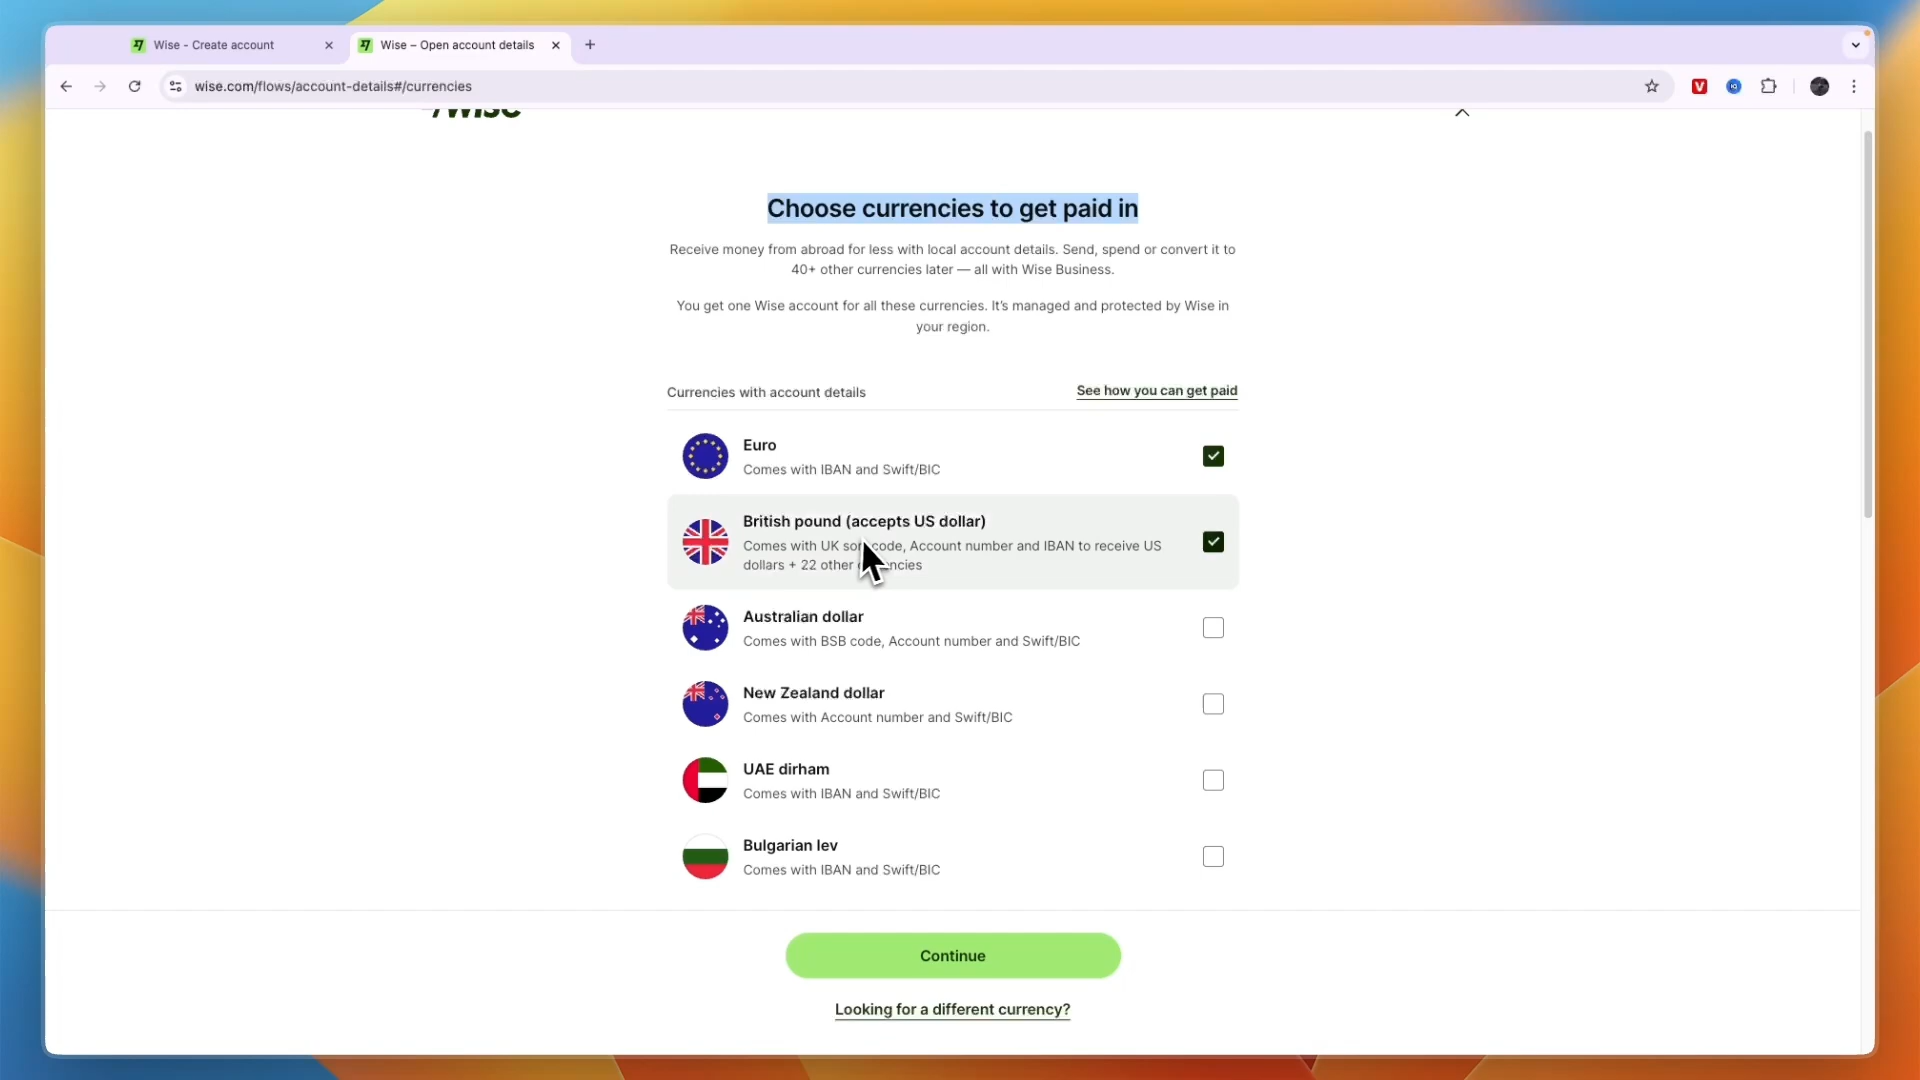 Wise - Create account
Wise – Open account details
wise.com/flows/account-details#/currencies
Choose currencies to get paid in
Receive money from abroad for less with local account details. Send, spend or convert it to
40+ other currencies later — all with Wise Business.
You get one Wise account for all these currencies. It's managed and protected by Wise in
your region.
Currencies with account details
See how you can get paid
Euro
Comes with IBAN and Swift/BIC
British pound (accepts US dollar)
Comes with UK sort code, Account number and IBAN to receive US
dollars + 22 other currencies
Australian dollar
Comes with BSB code, Account number and Swift/BIC
New Zealand dollar
Comes with Account number and Swift/BIC
UAE dirham
Comes with IBAN and Swift/BIC
Bulgarian lev
Comes with IBAN and Swift/BIC
Continue
Looking for a different currency?